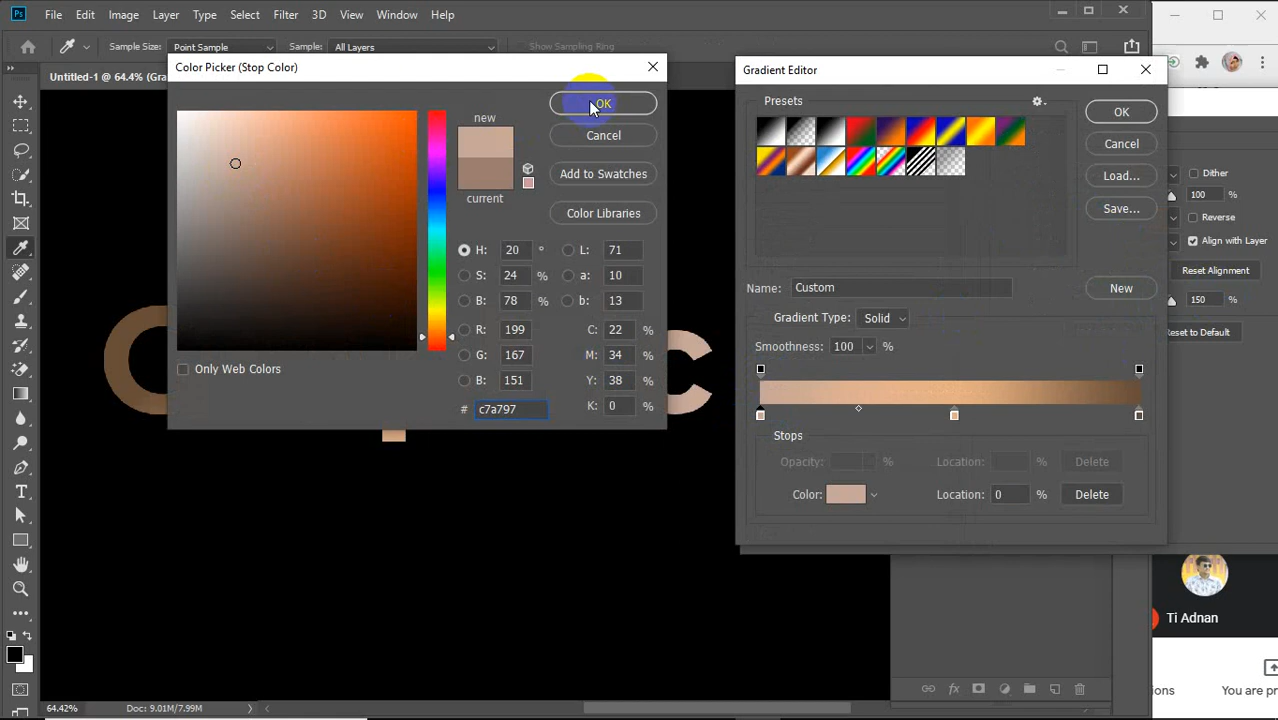 Ps File Edit Image Layer Type Select Filter 3D View Window Help
Sample Size: Point Sample Sample: All Layers Show Sampling Ring
Untitled-1 @ 64.4% (Gra
Color Picker (Stop Color)
new
current
OK
Cancel
Add to Swatches
Color Libraries
H: 20 ° L: 71
S: 24 % a: 10
B: 78 % b: 13
R: 199 C: 22 %
G: 167 M: 34 %
B: 151 Y: 38 %
# c7a797 K: 0 %
Only Web Colors
Gradient Editor
Presets
OK
Cancel
Load...
Save...
Name: Custom New
Gradient Type: Solid
Smoothness: 100 %
Stops
Opacity: % Location: % Delete
Color: Location: 0 % Delete
Dither
100 %
Reverse
Align with Layer
Reset Alignment
150 %
Reset to Default
Ti Adnan
ions You are pr
64.42% Doc: 9.01M/7.99M
fx